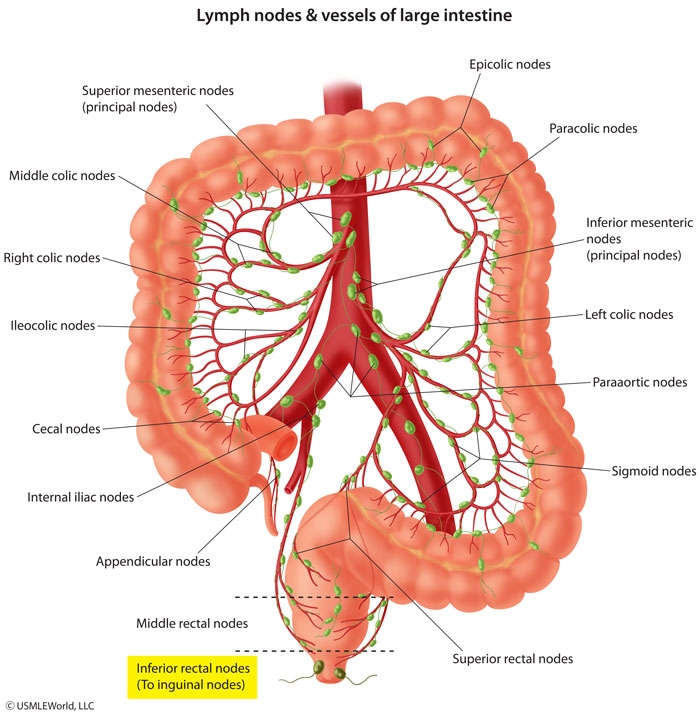 Lymph nodes & vessels of large intestine
Epicolic nodes
Superior mesenteric nodes
(principal nodes)
Paracolic nodes
Middle colic nodes
Inferior mesenteric
nodes
(principal nodes)
Right colic nodes
Ileocolic nodes
Left colic nodes
Paraaortic nodes
Cecal nodes
Sigmoid nodes
Internal iliac nodes
Appendicular nodes
Middle rectal nodes
Superior rectal nodes
Inferior rectal nodes
(To inguinal nodes)
© USMLEWorld, LLC